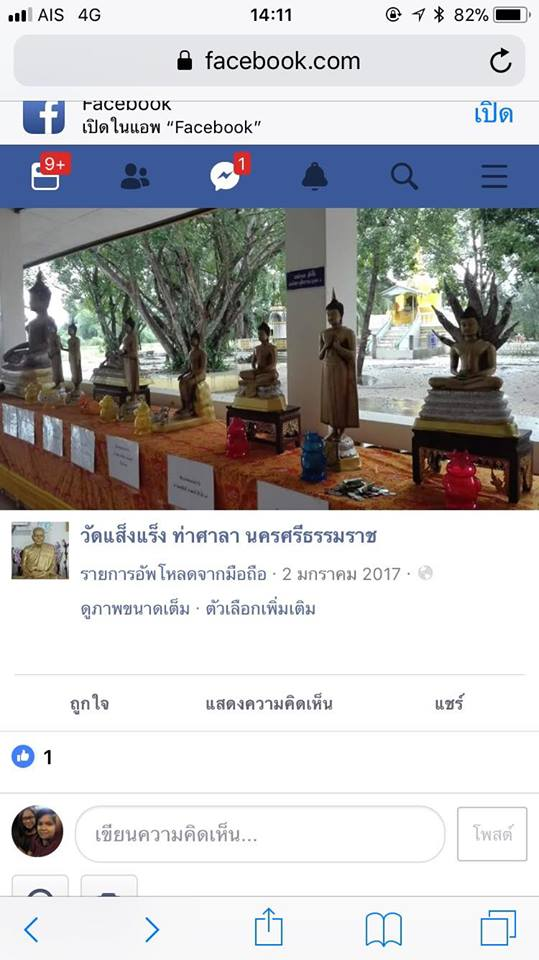 AIS 4G 14:11 82%
facebook.com
Facebook
เปิดในแอพ “Facebook”
เปิด
9+
1
วัดแส็งแร็ง ท่าศาลา นครศรีธรรมราช
รายการอัพโหลดจากมือถือ · 2 มกราคม 2017 ·
ดูภาพขนาดเต็ม · ตัวเลือกเพิ่มเติม
ถูกใจ แสดงความคิดเห็น แชร์
1
เขียนความคิดเห็น...
โพสต์